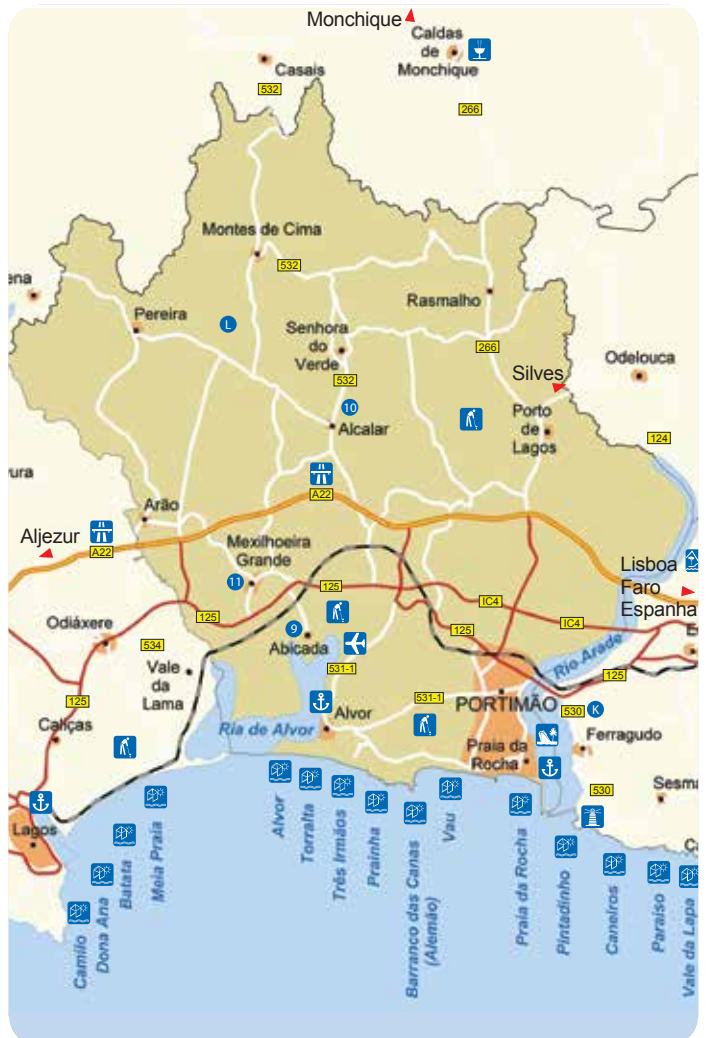 Monchique
Caldas
de
Monchique
Casais
532
266
Montes de Cima
532
ena
Rasmalho
Pereira
L
Senhora
do
Verde
266
Odelouca
532
Silves
10
Alcalar
Porto
de
Lagos
124
ura
A22
Arão
Aljezur
A22
Mexilhoeira
Grande
Lisboa
Faro
Espanha
11
125
IC4
125
IC4
Odiáxere
534
9
Abicada
125
Rio Arade
Vale
da
Lama
531-1
125
125
531-1
PORTIMÃO
530
K
Ria de Alvor
Alvor
Caliças
Ferragudo
Praia da
Rocha
530
Sesma
Lagos
Camilo
Dona Ana
Batata
Meia Praia
Alvor
Torralta
Três Irmãos
Prainha
Barranco das Canas
(Alemão)
Vau
Praia da Rocha
Pintadinho
Caneiros
Paraiso
Vale da Lapa